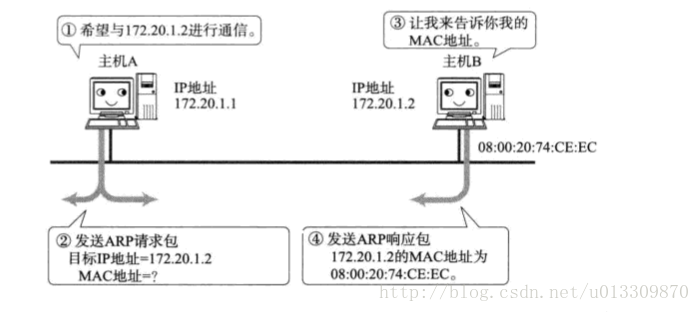 ① 希望与172.20.1.2进行通信。
主机A
IP地址
172.20.1.1
③ 让我来告诉你我的
MAC地址。
主机B
IP地址
172.20.1.2
08:00:20:74:CE:EC
② 发送ARP请求包
目标IP地址=172.20.1.2
MAC地址=?
④ 发送ARP响应包
172.20.1.2的MAC地址为
08:00:20:74:CE:EC。
http://blog.csdn.net/u013309870